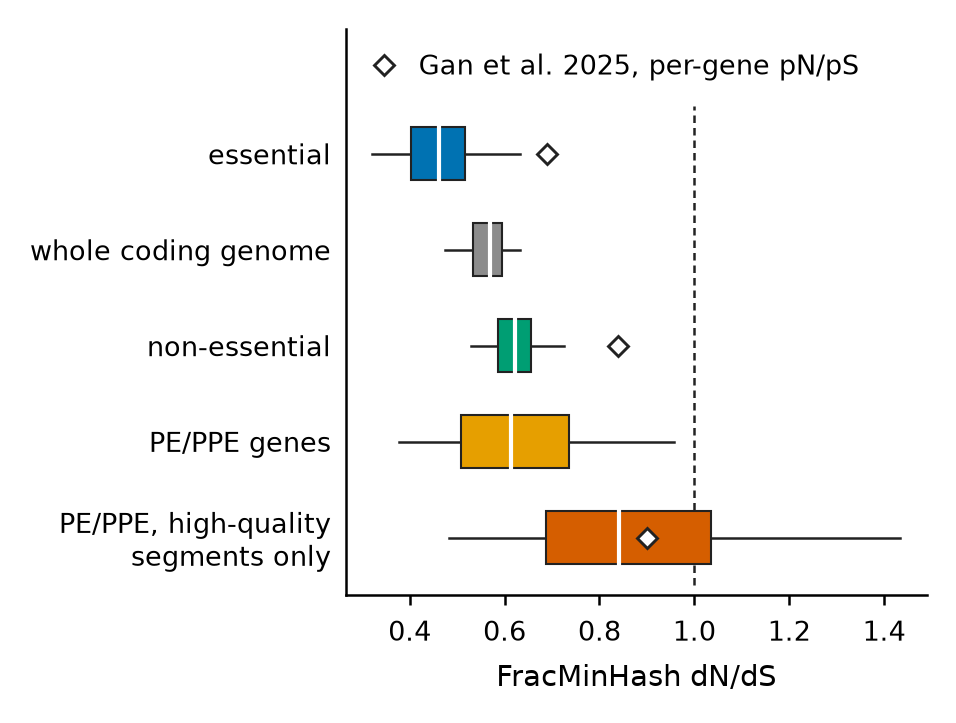 Gan et al. 2025, per-gene pN/pS
essential
whole coding genome
non-essential
PE/PPE genes
PE/PPE, high-quality
segments only
0.4 0.6 0.8 1.0 1.2 1.4
FracMinHash dN/dS